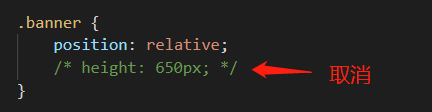 .banner {
    position: relative;
    /* height: 650px; */ 取消
}